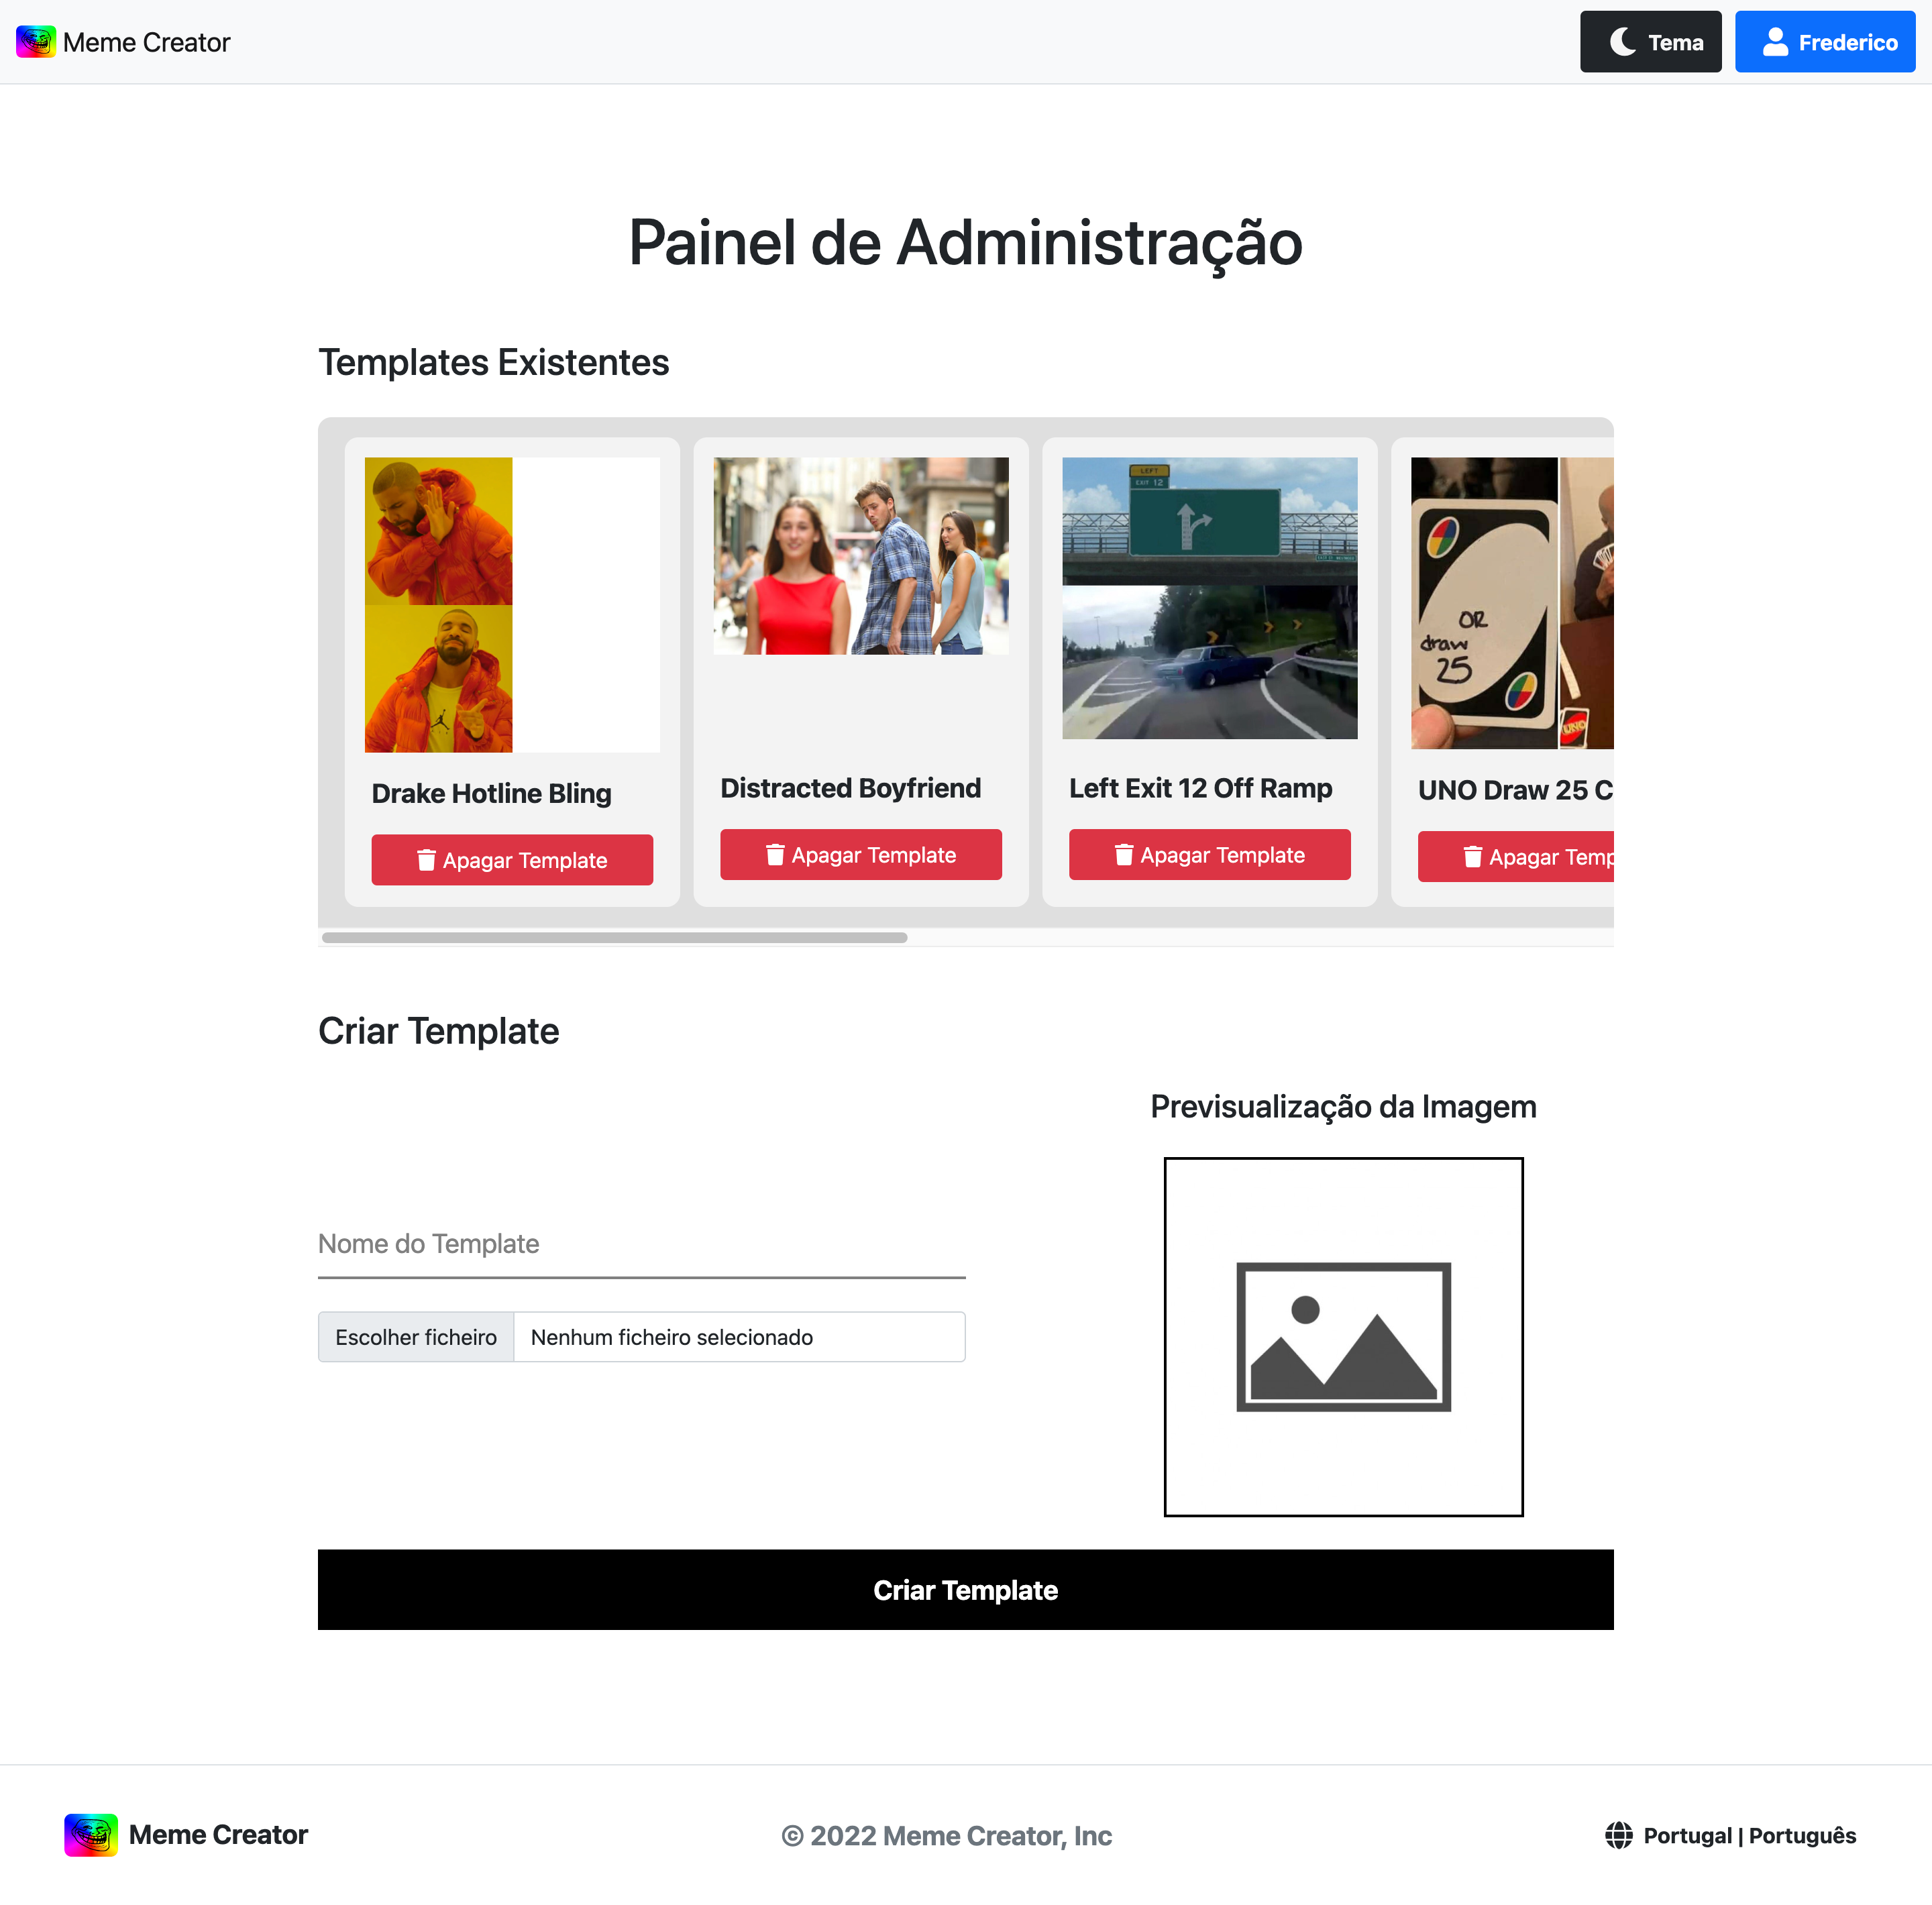 Meme Creator
Tema
Frederico
Painel de Administração
Templates Existentes
LEFT
EXIT 12
OR
draw
25
UNO
Drake Hotline Bling
Distracted Boyfriend
Left Exit 12 Off Ramp
UNO Draw 25 C
Apagar Template
Apagar Template
Apagar Template
Apagar Temp
Criar Template
Previsualização da Imagem
Nome do Template
Escolher ficheiro
Nenhum ficheiro selecionado
Criar Template
Meme Creator
© 2022 Meme Creator, Inc
Portugal | Português